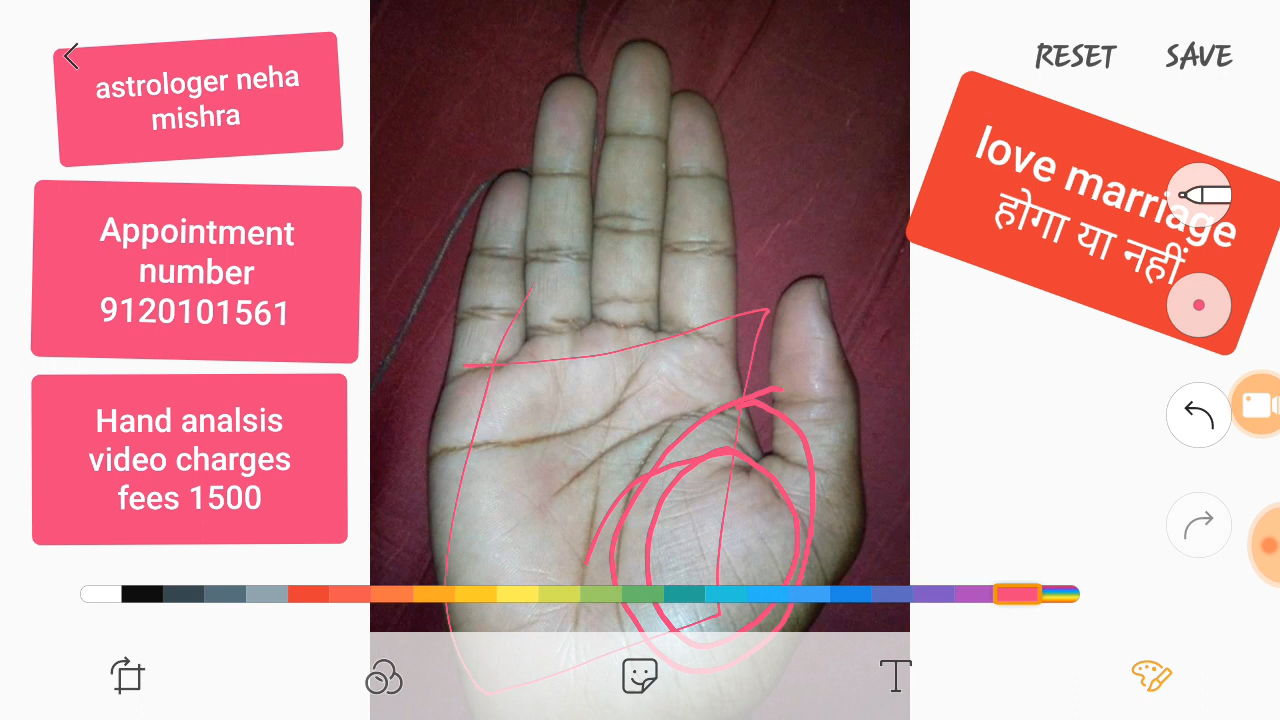 astrologer neha
mishra
Appointment
number
9120101561
Hand analsis
video charges
fees 1500
RESET SAVE
love marriage
होगा या नहीं
T